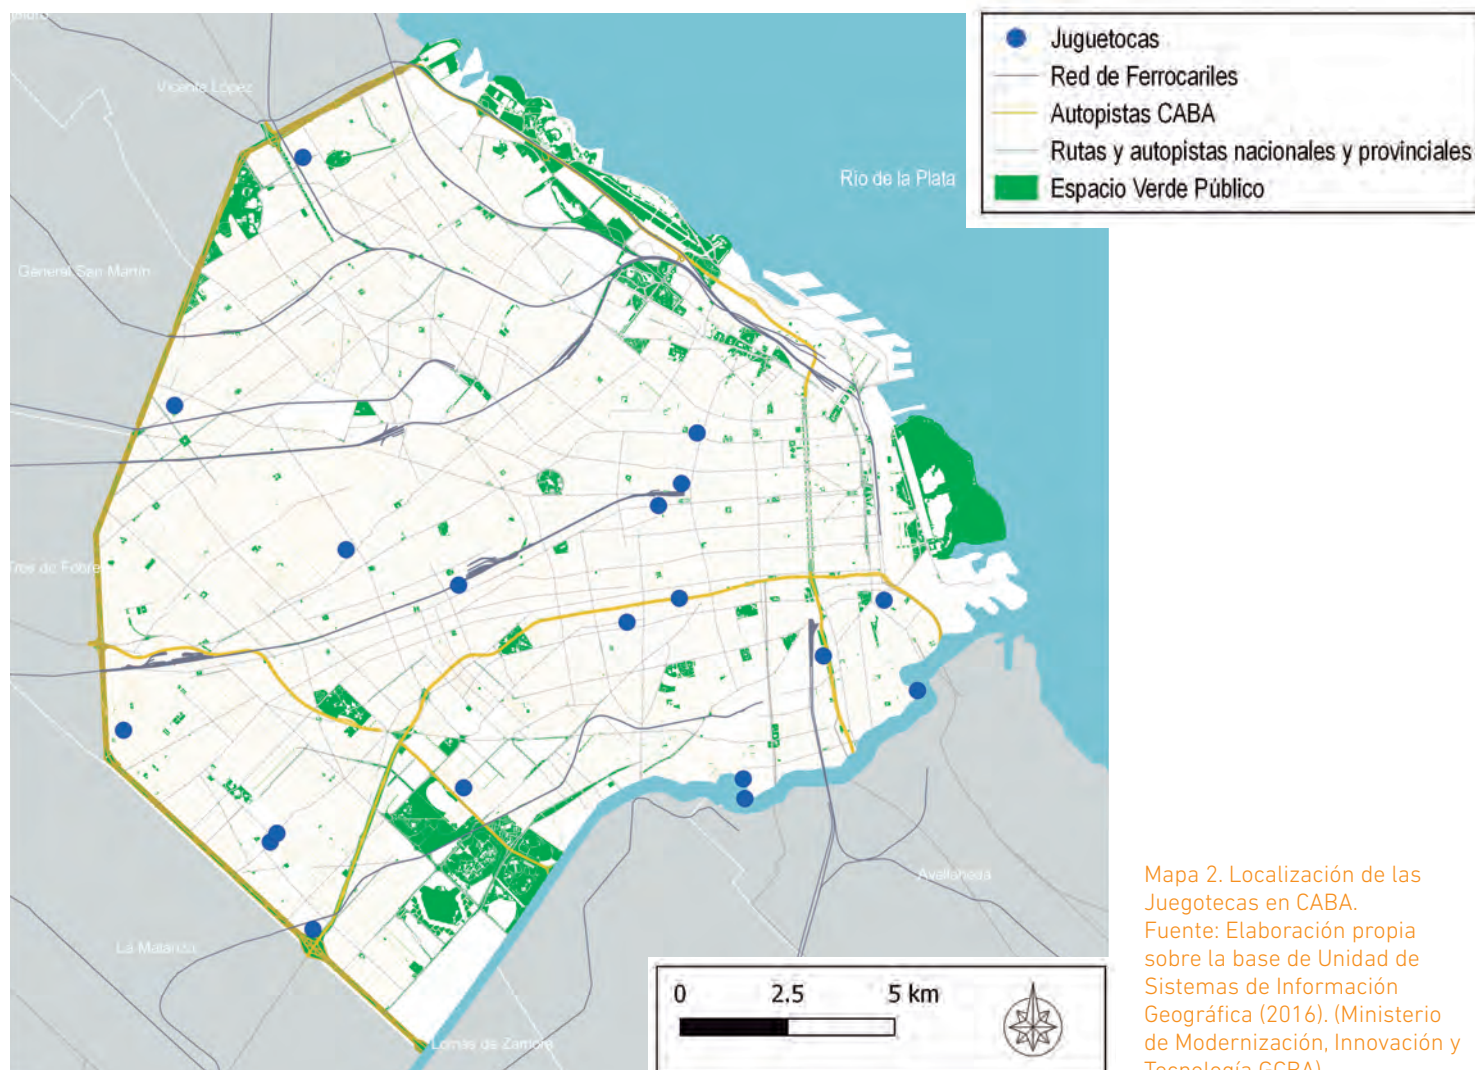 Juguetocas
Red de Ferrocariles
Autopistas CABA
Rutas y autopistas nacionales y provinciales
Espacio Verde Público
Vicente López
Río de la Plata
General San Martín
Tres de Febre
La Matanza
Avellaneda
Lomas de Zamora
0 2.5 5 km
Mapa 2. Localización de las
Juegotecas en CABA.
Fuente: Elaboración propia
sobre la base de Unidad de
Sistemas de Información
Geográfica (2016). (Ministerio
de Modernización, Innovación y
Tecnología GCBA)